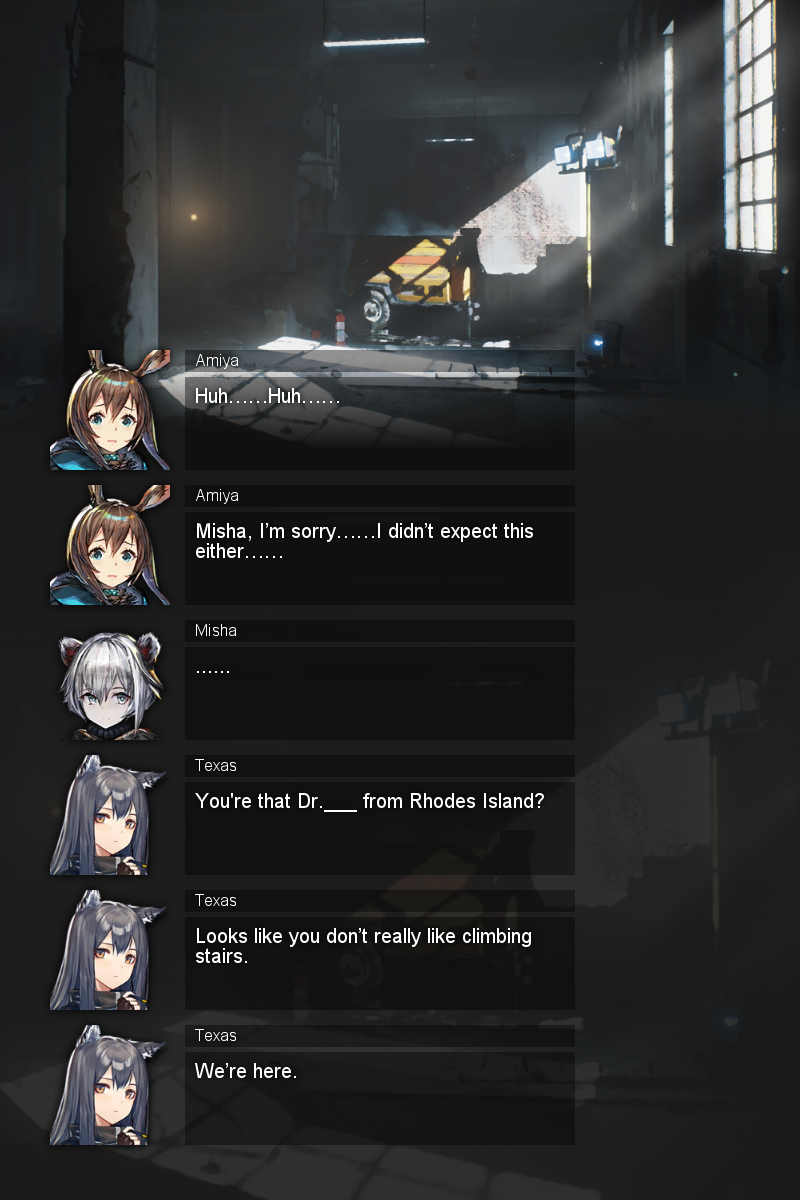 Amiya
Huh……Huh……
Amiya
Misha, I'm sorry……I didn't expect this
either……
Misha
……
Texas
You're that Dr.___ from Rhodes Island?
Texas
Looks like you don't really like climbing
stairs.
Texas
We're here.